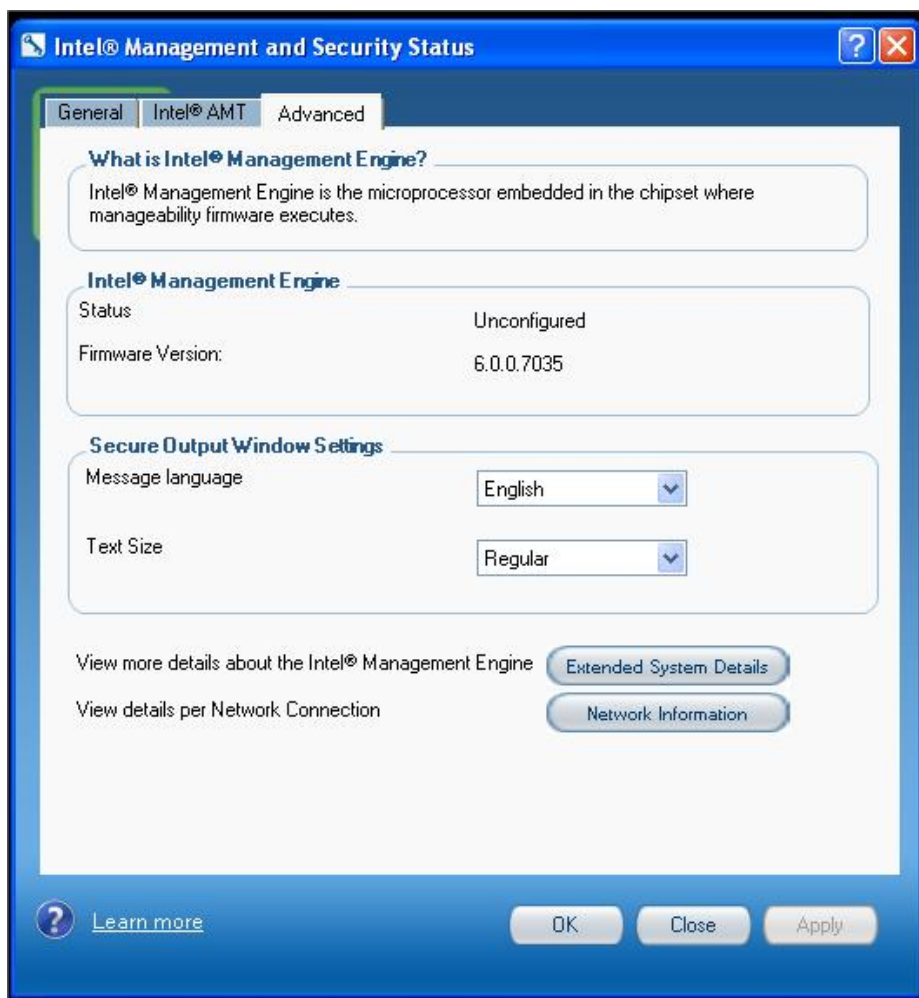 Intel® Management and Security Status
General
Intel® AMT
Advanced
What is Intel® Management Engine?
Intel® Management Engine is the microprocessor embedded in the chipset where
manageability firmware executes.
Intel® Management Engine
Status
Unconfigured
Firmware Version:
6.0.0.7035
Secure Output Window Settings
Message language
English
Text Size
Regular
View more details about the Intel® Management Engine
Extended System Details
View details per Network Connection
Network Information
Learn more
OK
Close
Apply